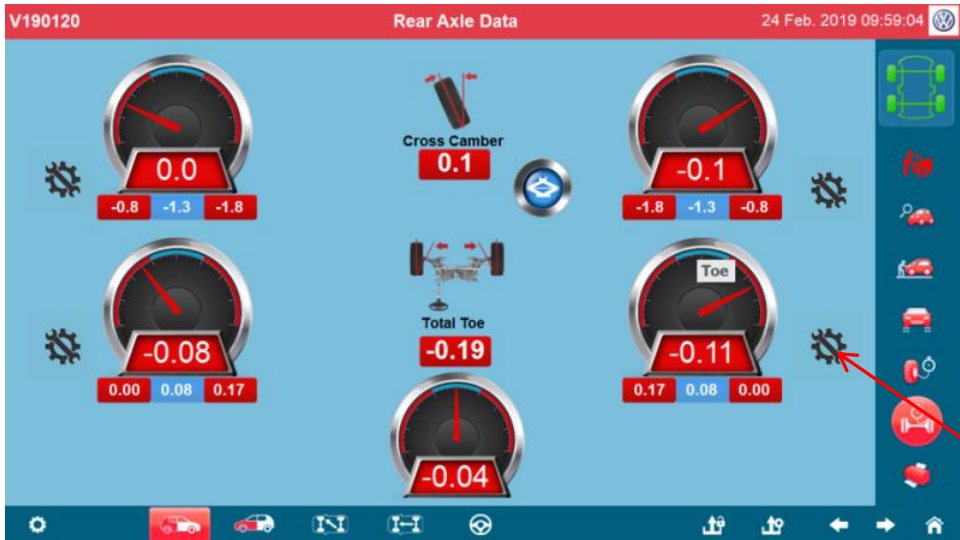 V190120 Rear Axle Data 24 Feb. 2019 09:59:04
Cross Camber
0.0 0.1 -0.1
-0.8 -1.3 -1.8 -1.8 -1.3 -0.8
Toe
Total Toe
-0.08 -0.19 -0.11
0.00 0.08 0.17 0.17 0.08 0.00
-0.04